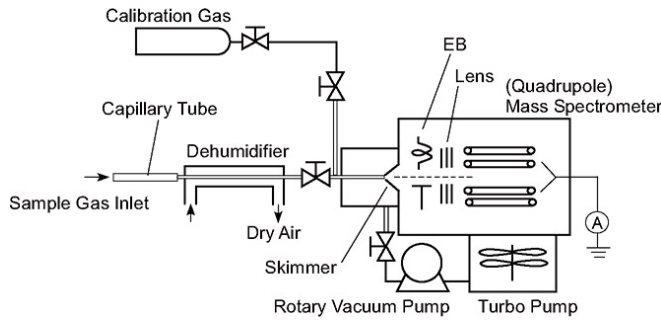 Calibration Gas
EB
Lens
(Quadrupole)
Mass Spectrometer
Capillary Tube
Dehumidifier
Sample Gas Inlet
Dry Air
A
Skimmer
Rotary Vacuum Pump
Turbo Pump